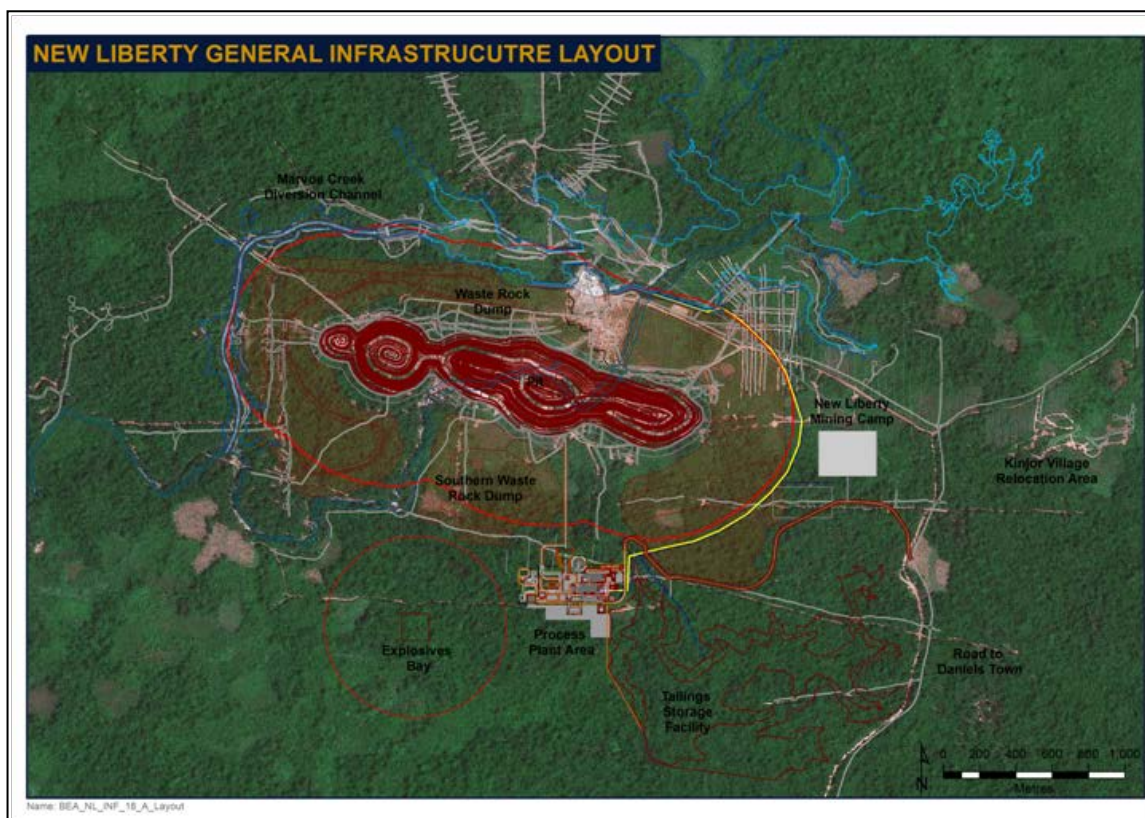 NEW LIBERTY GENERAL INFRASTRUCUTRE LAYOUT
Marvoe Creek
Diversion Channel
Waste Rock
Dump
Pit
New Liberty
Mining Camp
Kinjor Village
Relocation Area
Southern Waste
Rock Dump
Explosives
Bay
Process
Plant Area
Road to
Daniels Town
Tailings
Storage
Facility
0 200 400 600 800 1,000
Metres
N
Name: BEA_NL_INF_18_A_Layout